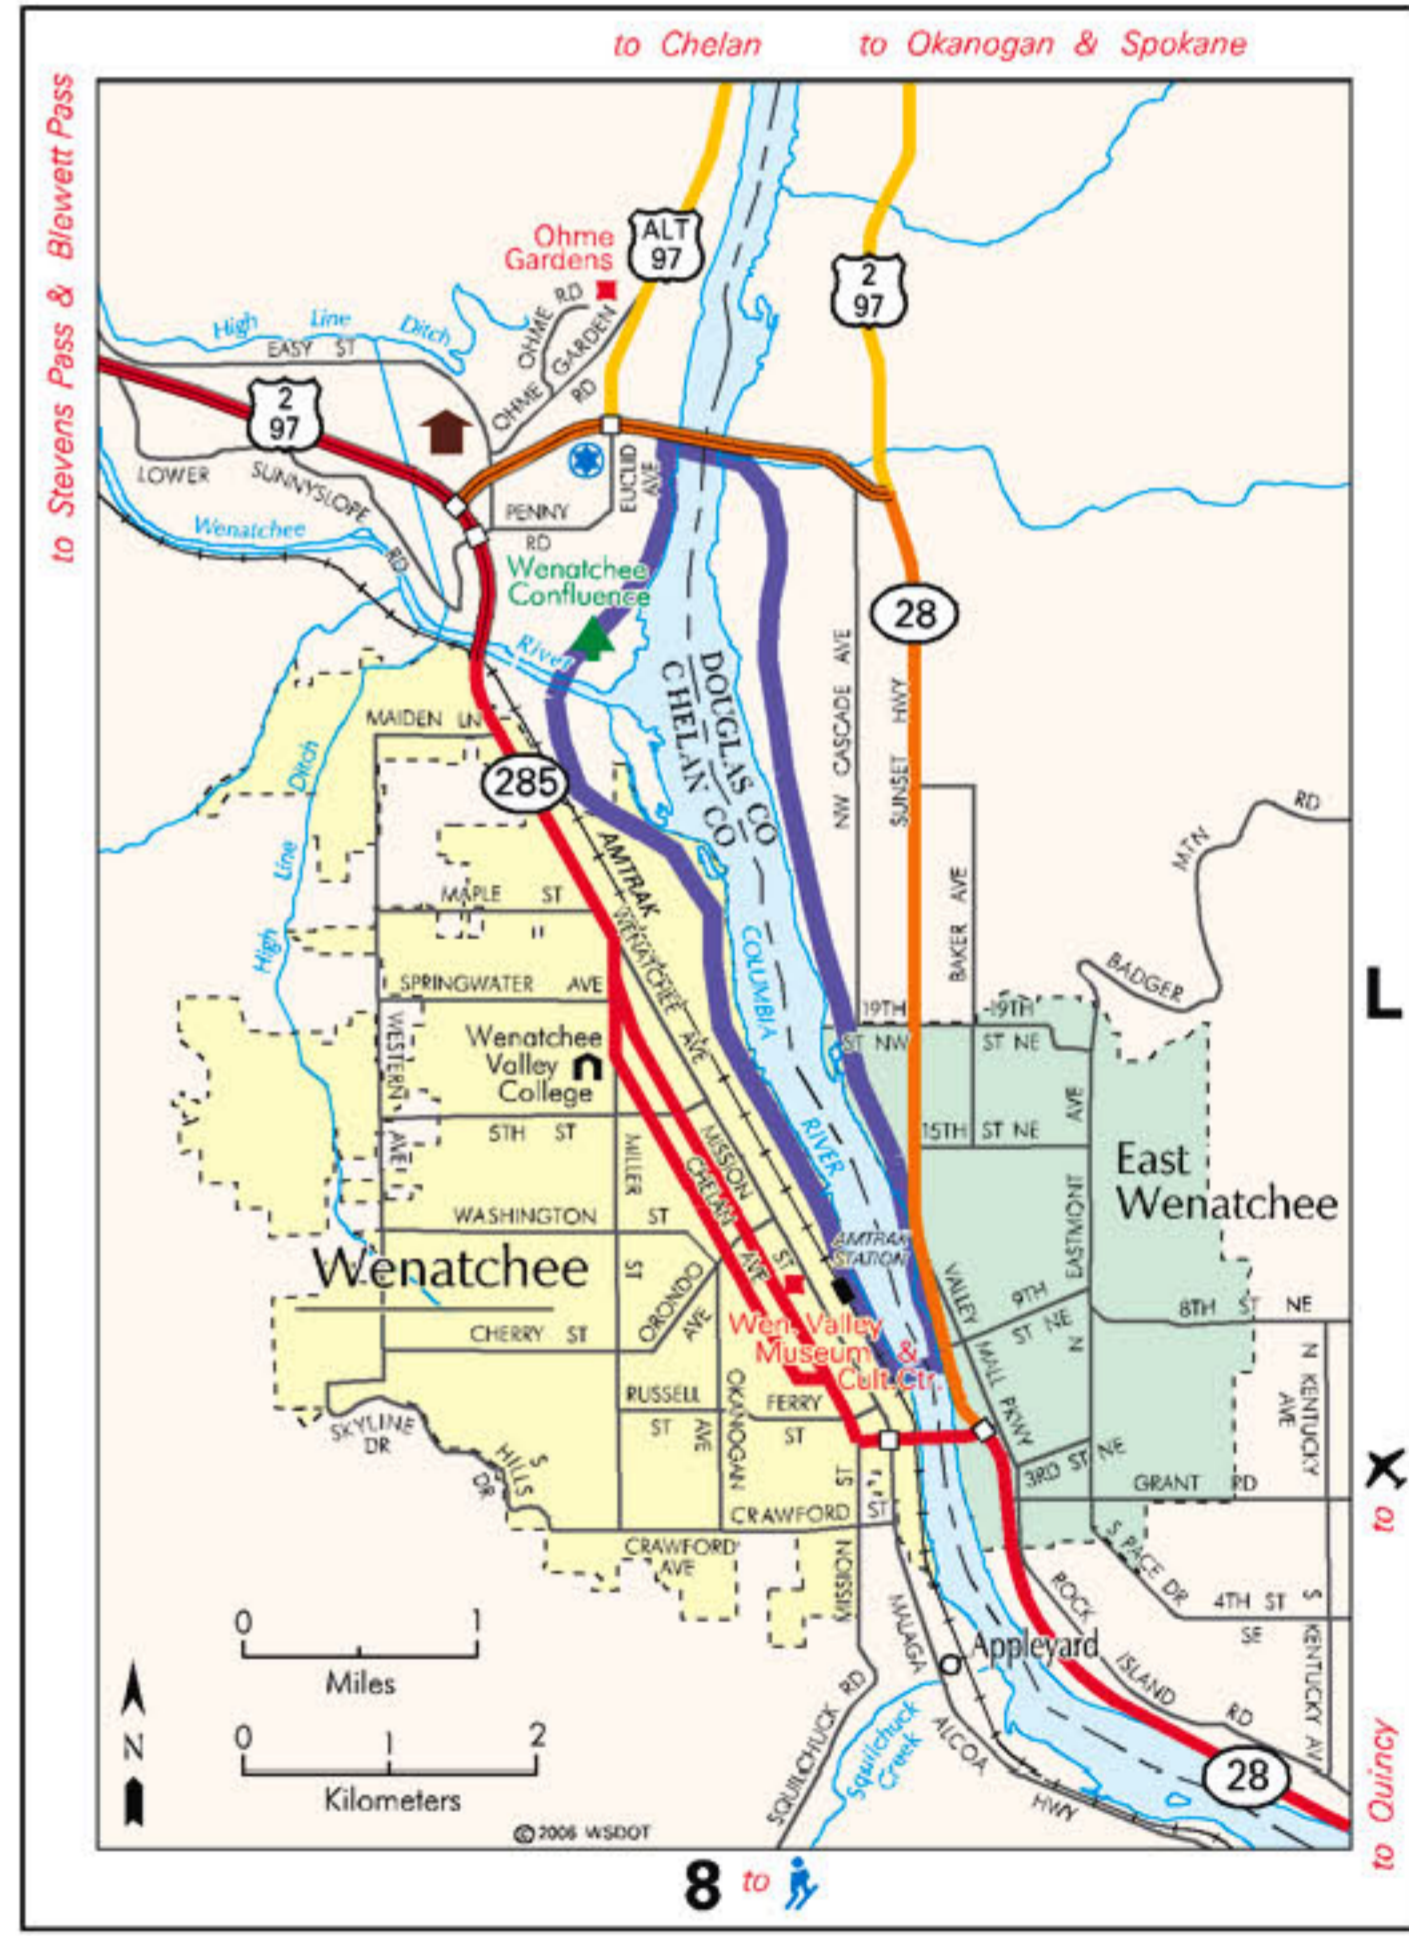 to Chelan
to Okanogan & Spokane
to Stevens Pass & Blewett Pass
Ohme
Gardens
ALT
97
2
97
OHME RD
OHME GARDEN RD
High Line Ditch
EASY ST
2
97
LOWER SUNNYSLOPE RD
Wenatchee River
PENNY
RD
EUCLID
AVE
Wenatchee
Confluence
28
DOUGLAS CO
CHELAN CO
NW CASCADE AVE
SUNSET HWY
MAIDEN LN
High Line Ditch
285
AMTRAK
WENATCHEE AVE
MAPLE ST
BAKER AVE
MTN
RD
BADGER
COLUMBIA
RIVER
SPRINGWATER AVE
19TH
ST NW
19TH
ST NE
L
WESTERN
AVE
Wenatchee
Valley
College
5TH ST
MILLER
ST
MISSION
ST
CHELAN
AVE
15TH ST NE
EASTMONT
AVE
N
East
Wenatchee
WASHINGTON ST
AMTRAK
STATION
Wenatchee
ORONDO
AVE
VALLEY
MALL PKWY
9TH
ST NE
8TH ST NE
CHERRY ST
Wen. Valley
Museum &
Cult. Ctr.
N KENTUCKY
AVE
RUSSELL
ST
AVE
OKANNOGAN
FERRY
ST
SKYLINE
DR
S
HILLS
DR
3RD ST NE
GRANT RD
to
CRAWFORD ST
CRAWFORD
AVE
MISSION
ST
S PACE DR
4TH ST
SE
S
KENTUCKY AV
ROCK ISLAND RD
MALAGA
ALCOA
HWY
Appleyard
SQUILCHUCK RD
Squilchuck
Creek
28
to Quincy
0 1
Miles
0 1 2
Kilometers
N
©2006 WSDOT
8 to